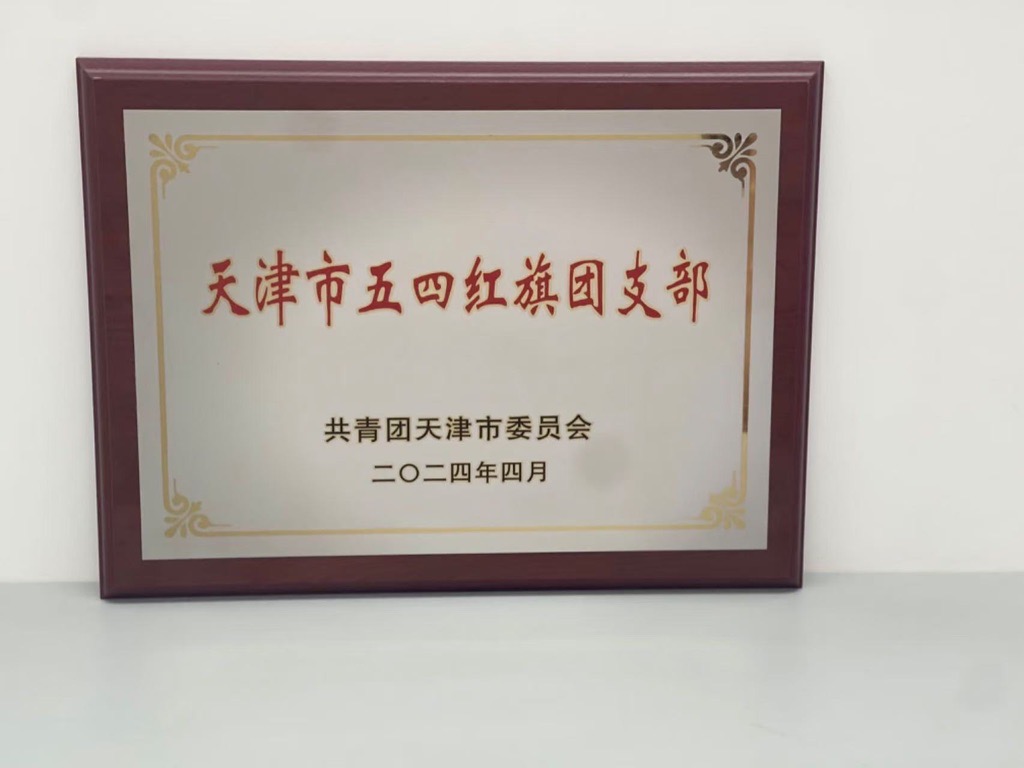 天津市五四红旗团支部
共青团天津市委员会
二〇二四年四月